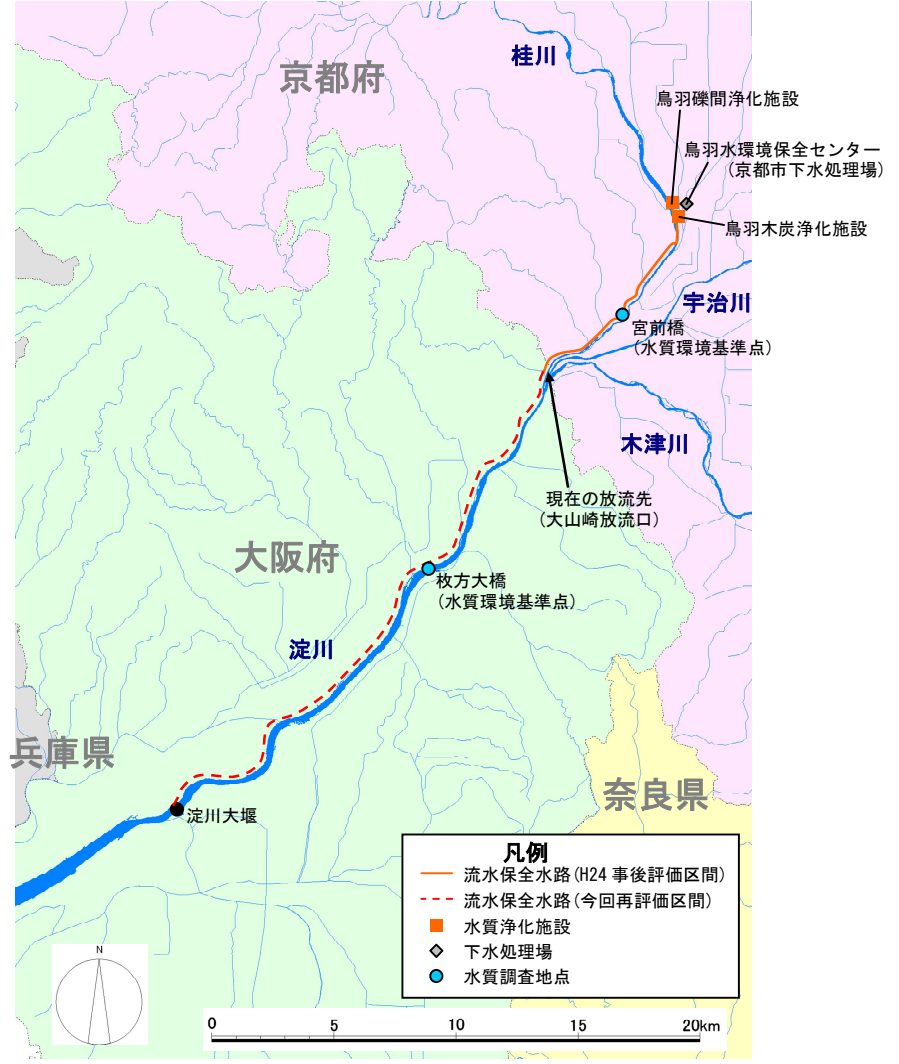 桂川
京都府
鳥羽礫間浄化施設
鳥羽水環境保全センター
(京都市下水処理場)
鳥羽木炭浄化施設
宇治川
宮前橋
(水質環境基準点)
木津川
現在の放流先
(大山崎放流口)
大阪府
枚方大橋
(水質環境基準点)
淀川
兵庫県
奈良県
淀川大堰
凡例
流水保全水路(H24 事後評価区間)
流水保全水路(今回再評価区間)
水質浄化施設
下水処理場
水質調査地点
N
0 5 10 15 20km